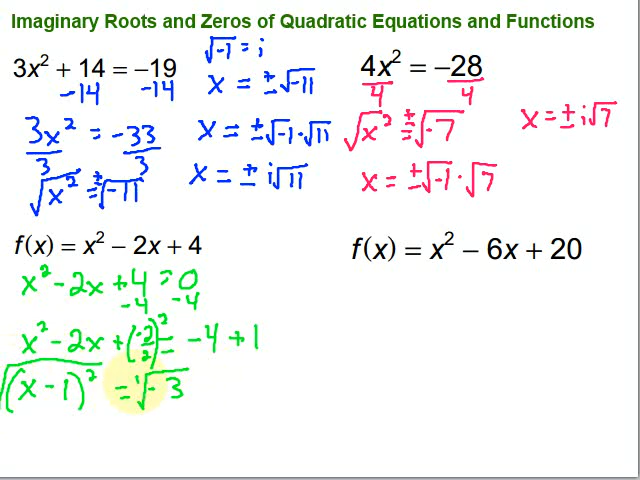 Imaginary Roots and Zeros of Quadratic Equations and Functions
3x² + 14 = −19
-14 -14
3x² = -33
3 3
√x² = ±√-11
√-1 = i
x = ±√-11
x = ±√-1 · √11
x = ± i√11
4x² = −28
4 4
√x² = ±√-7
x = ±√-1 · √7
x = ± i√7
f(x) = x² − 2x + 4
x² - 2x + 4 = 0
-4 -4
x² - 2x + (-2/2)² = -4 + 1
√(x - 1)² = √-3
f(x) = x² − 6x + 20